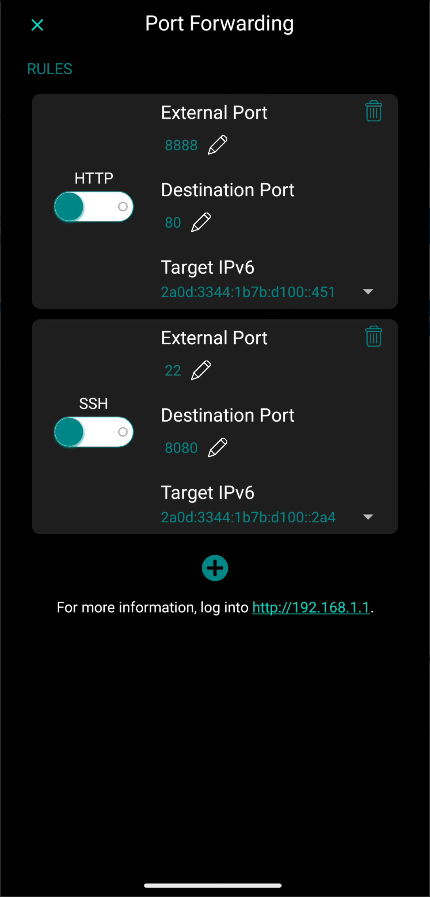 Port Forwarding
RULES
HTTP
External Port
8888
Destination Port
80
Target IPv6
2a0d:3344:1b7b:d100::451
SSH
External Port
22
Destination Port
8080
Target IPv6
2a0d:3344:1b7b:d100::2a4
For more information, log into http://192.168.1.1.